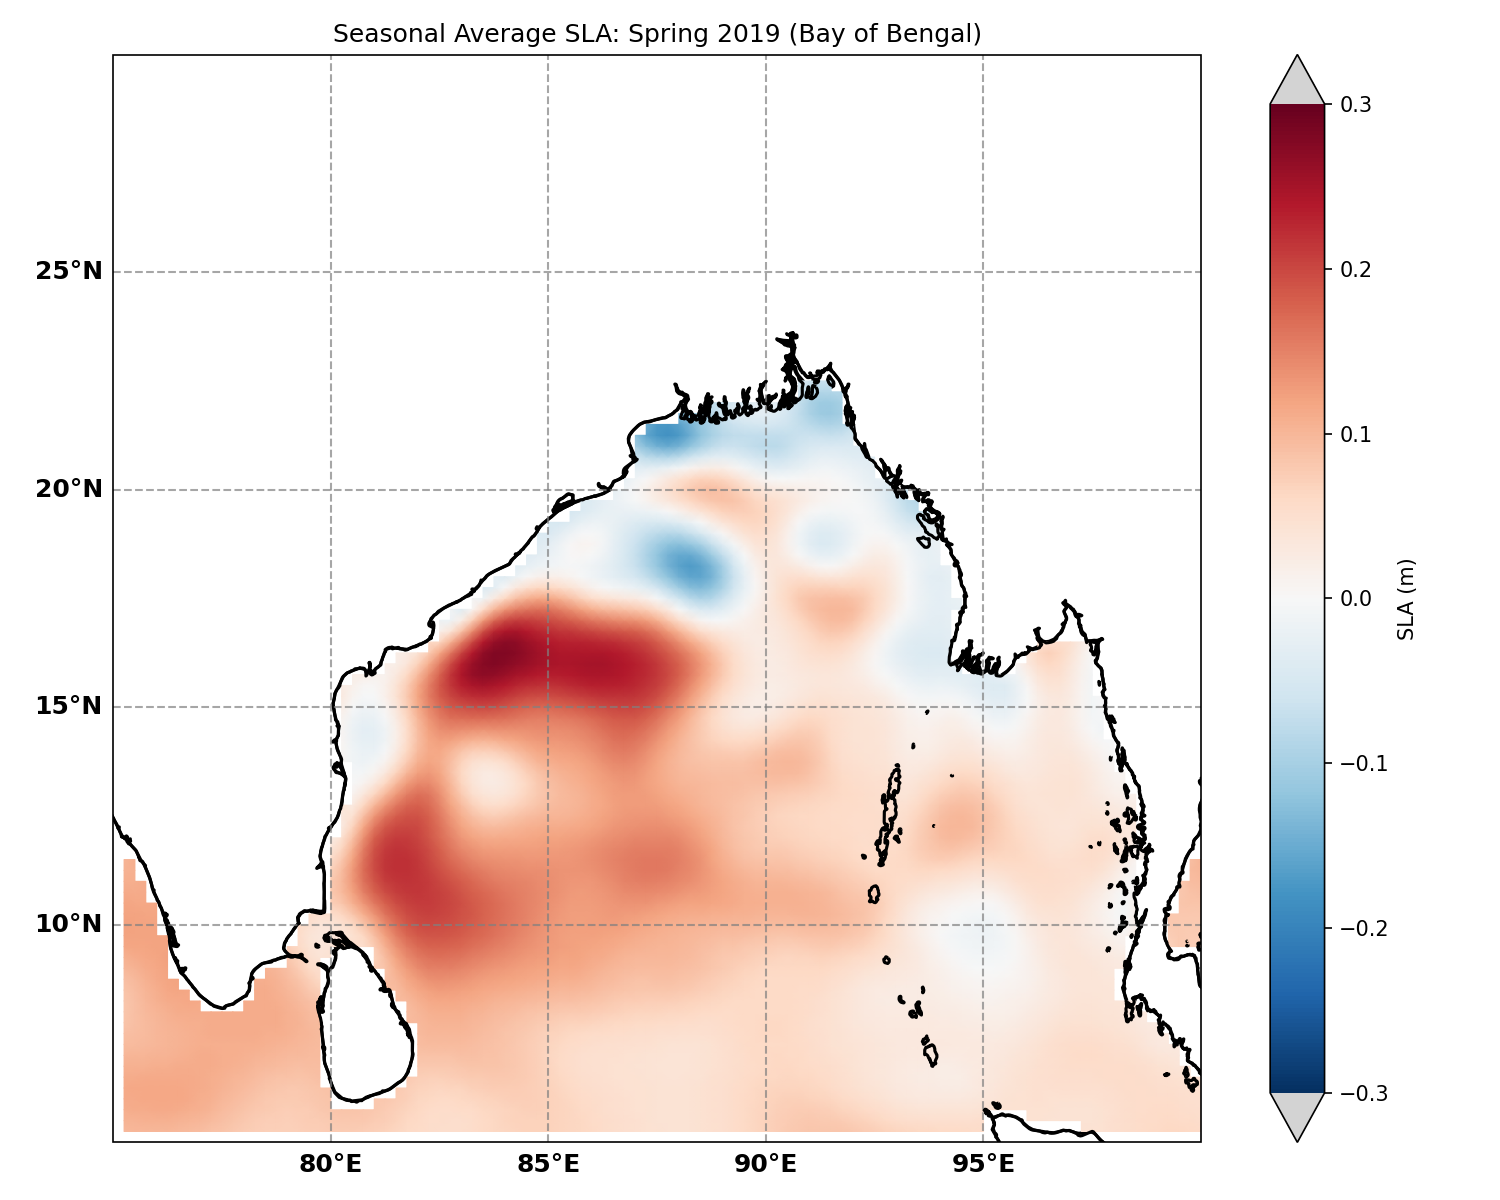 Seasonal Average SLA: Spring 2019 (Bay of Bengal)
25°N
20°N
15°N
10°N
80°E 85°E 90°E 95°E
0.3
0.2
0.1
0.0
−0.1
−0.2
−0.3
SLA (m)